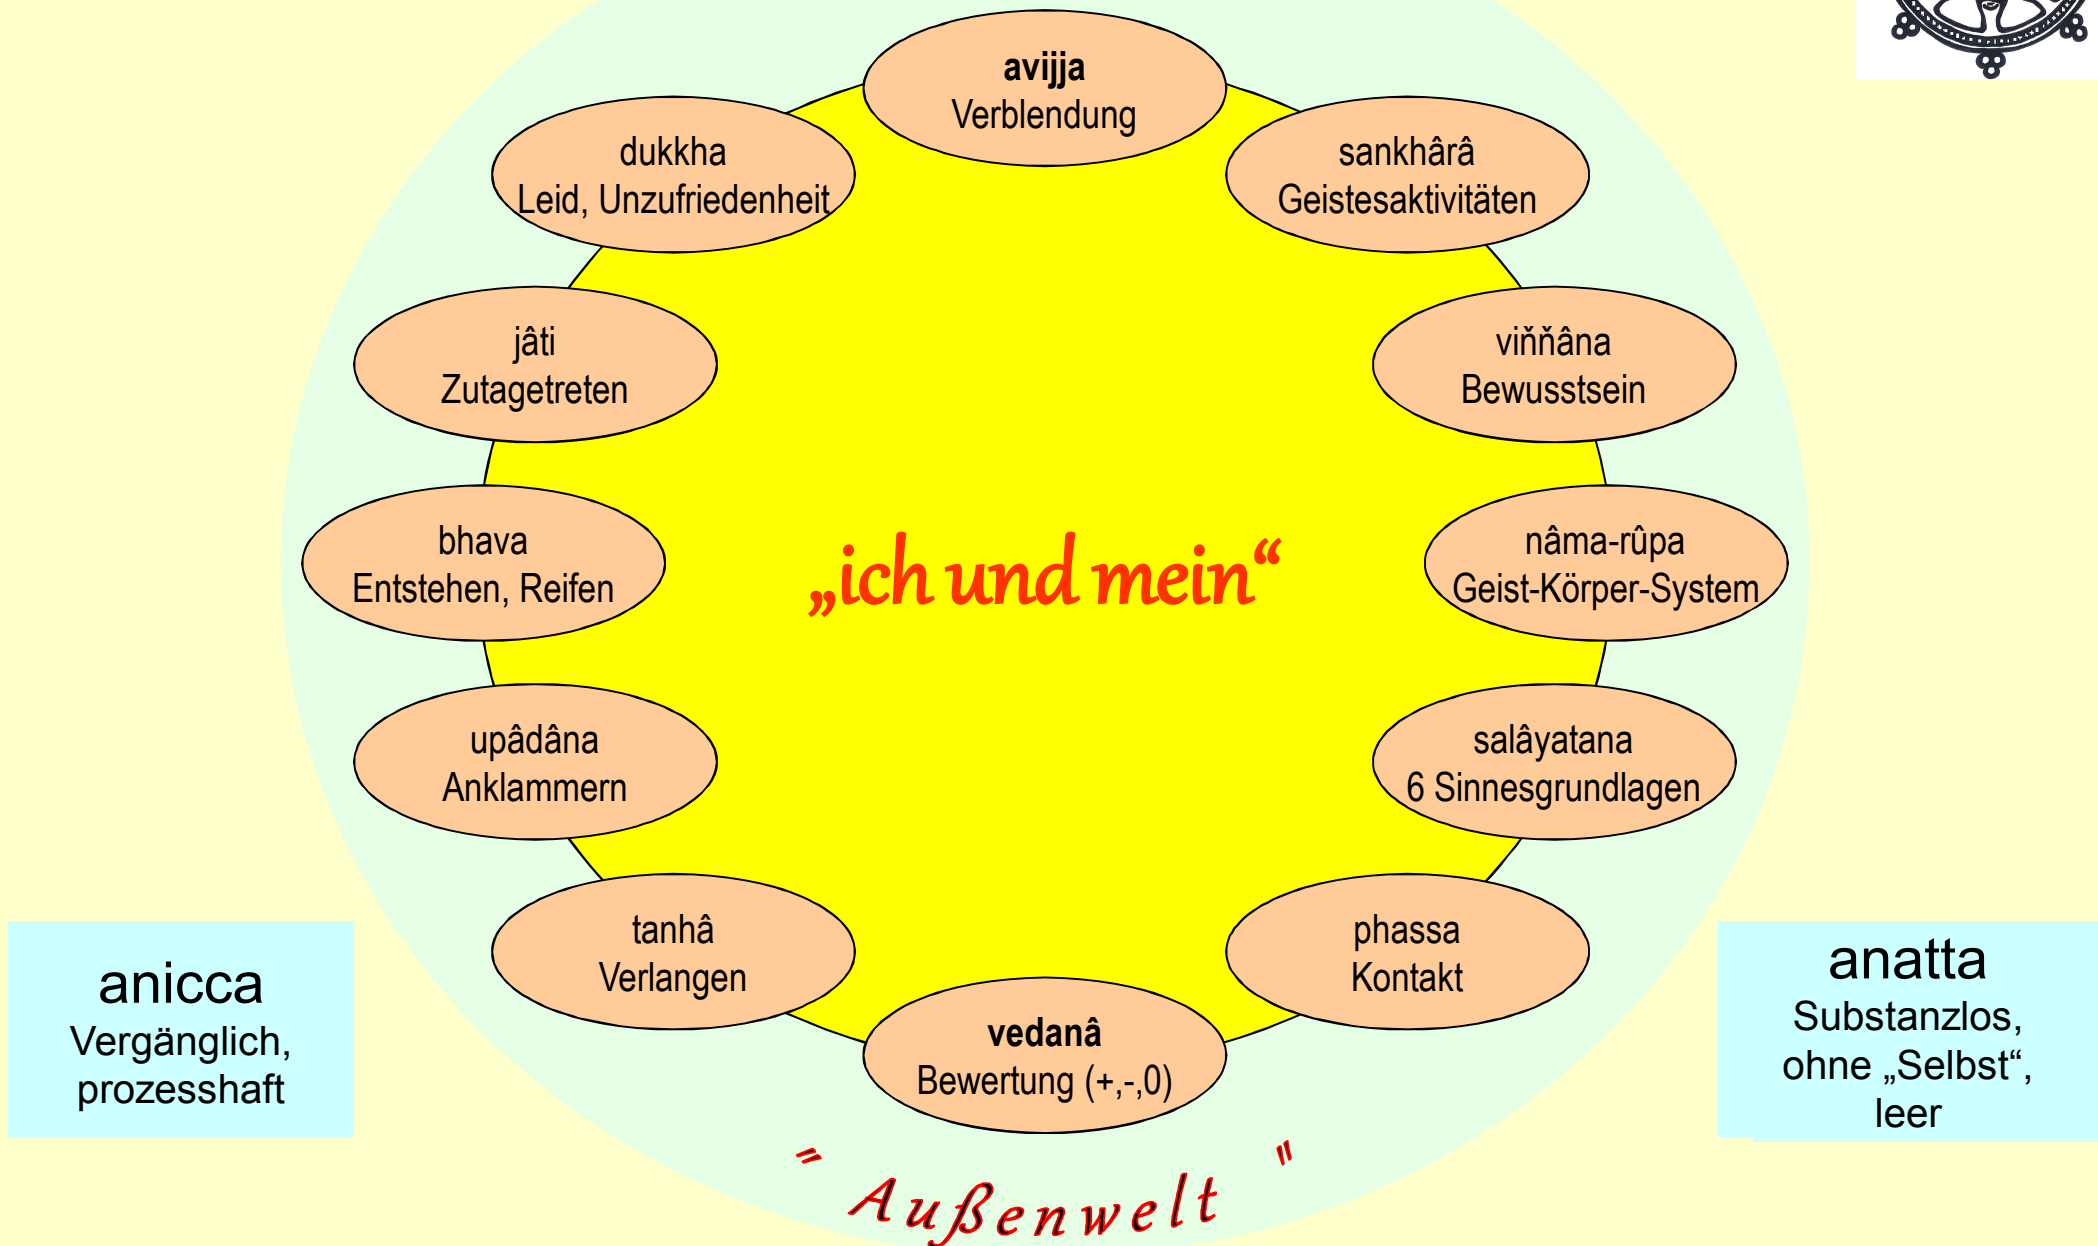 avijja
Verblendung
sankhârâ
Geistesaktivitäten
viňňâna
Bewusstsein
nâma-rûpa
Geist-Körper-System
salâyatana
6 Sinnesgrundlagen
phassa
Kontakt
vedanâ
Bewertung (+,-,0)
tanhâ
Verlangen
upâdâna
Anklammern
bhava
Entstehen, Reifen
jâti
Zutagetreten
dukkha
Leid, Unzufriedenheit
„ich und mein“
anicca
Vergänglich,
prozesshaft
anatta
Substanzlos,
ohne „Selbst“,
leer
"Außenwelt"